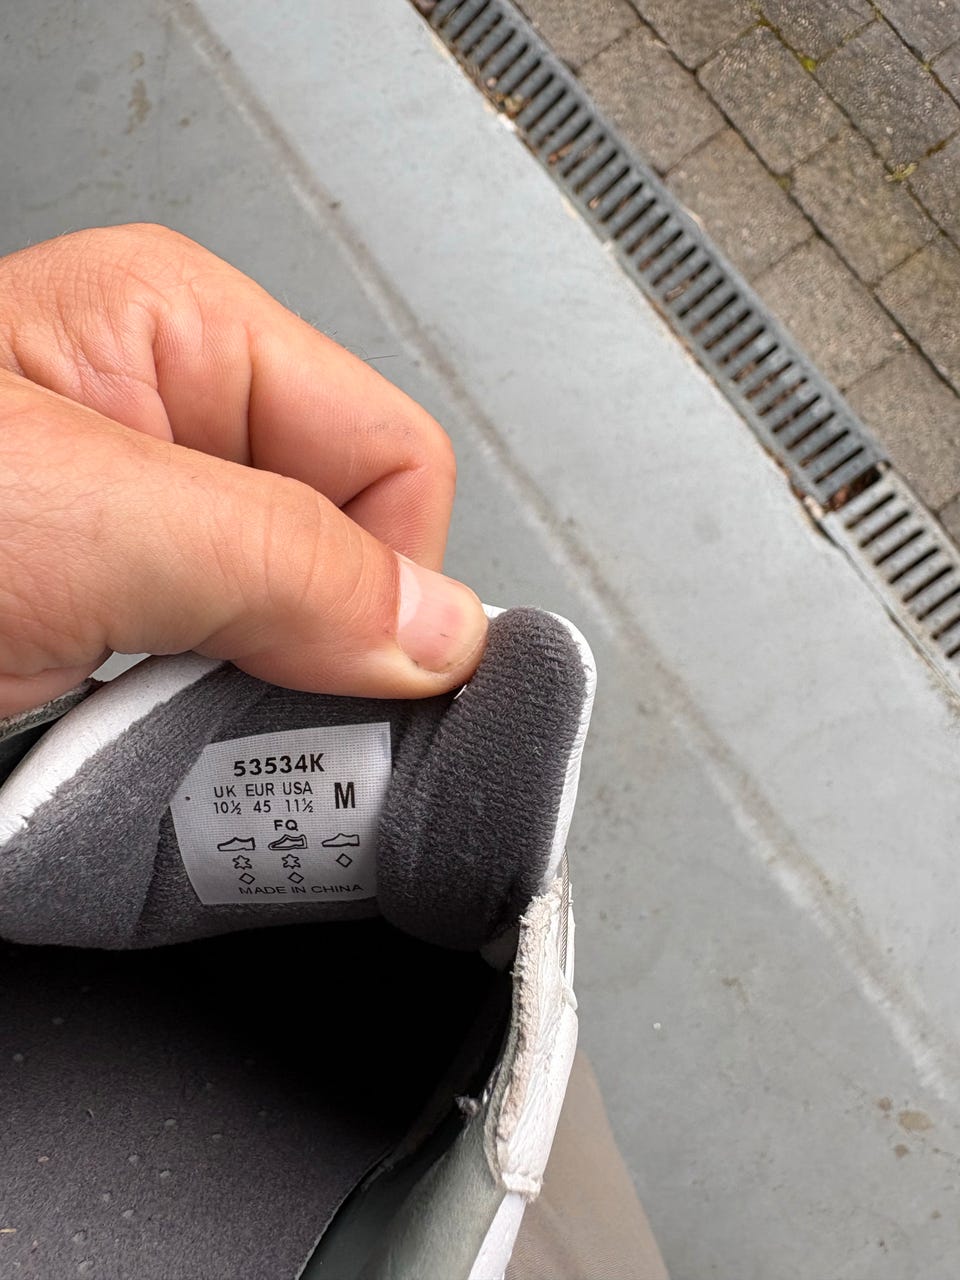 53534K
UK EUR USA M
10½ 45 11½
FQ
MADE IN CHINA